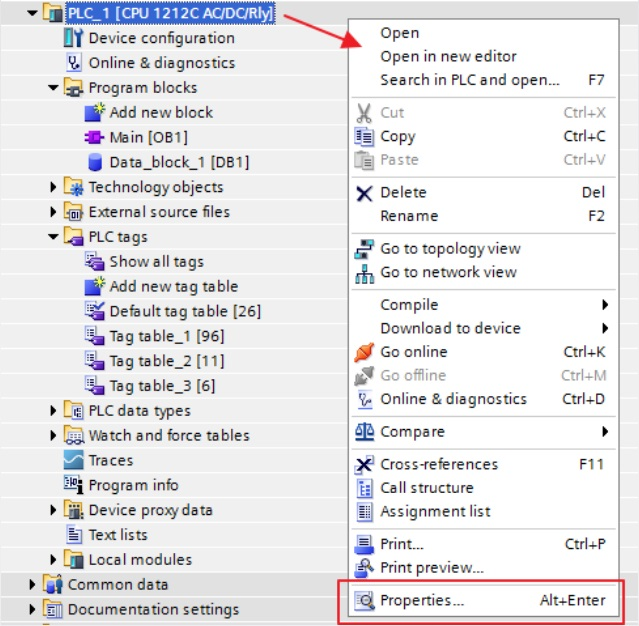 PLC_1 [CPU 1212C AC/DC/Rly]
Device configuration
Online & diagnostics
Program blocks
Add new block
Main [OB1]
Data_block_1 [DB1]
Technology objects
External source files
PLC tags
Show all tags
Add new tag table
Default tag table [26]
Tag table_1 [96]
Tag table_2 [11]
Tag table_3 [6]
PLC data types
Watch and force tables
Traces
Program info
Device proxy data
Text lists
Local modules
Common data
Documentation settings
Open
Open in new editor
Search in PLC and open... F7
Cut Ctrl+X
Copy Ctrl+C
Paste Ctrl+V
Delete Del
Rename F2
Go to topology view
Go to network view
Compile
Download to device
Go online Ctrl+K
Go offline Ctrl+M
Online & diagnostics Ctrl+D
Compare
Cross-references F11
Call structure
Assignment list
Print... Ctrl+P
Print preview...
Properties... Alt+Enter